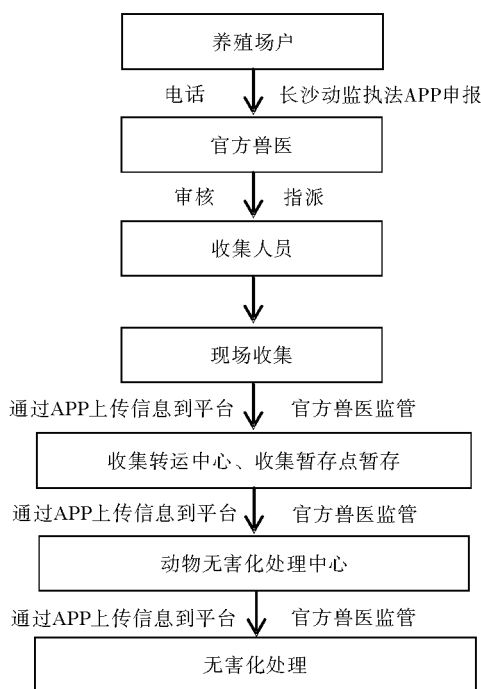 养殖场户
电话 长沙动监执法APP申报
官方兽医
审核 指派
收集人员
现场收集
通过APP上传信息到平台 官方兽医监管
收集转运中心、收集暂存点暂存
通过APP上传信息到平台 官方兽医监管
动物无害化处理中心
通过APP上传信息到平台 官方兽医监管
无害化处理